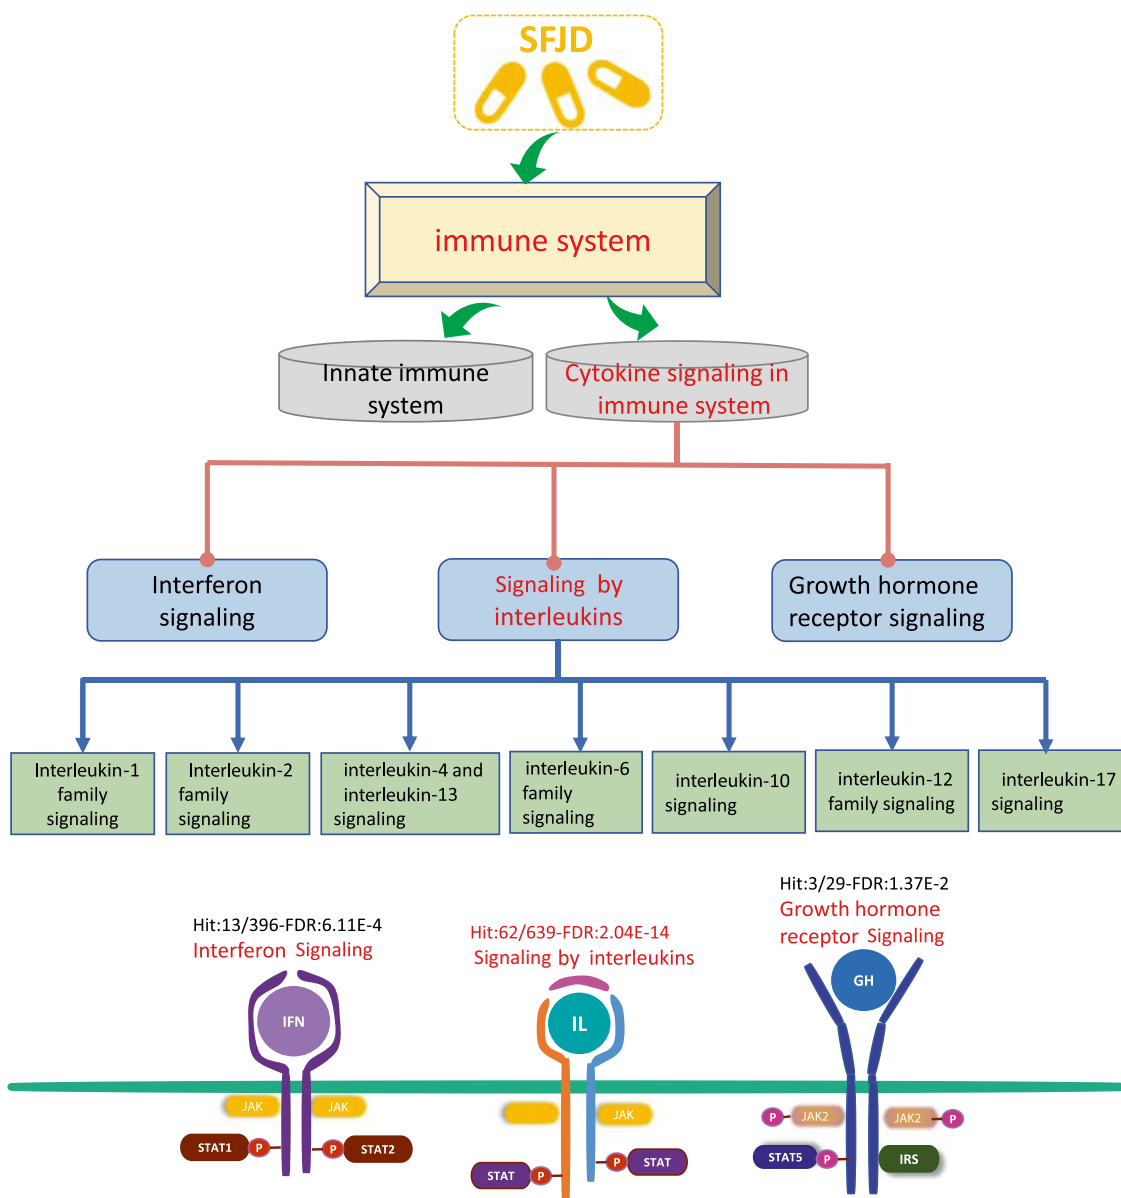 SFJD
immune system
Innate immune
system
Cytokine signaling in
immune system
Interferon
signaling
Signaling by
interleukins
Growth hormone
receptor signaling
Interleukin-1
family
signaling
Interleukin-2
family
signaling
interleukin-4 and
interleukin-13
signaling
interleukin-6
family
signaling
interleukin-10
signaling
interleukin-12
family signaling
interleukin-17
signaling
Hit:13/396-FDR:6.11E-4
Interferon Signaling
Hit:62/639-FDR:2.04E-14
Signaling by interleukins
Hit:3/29-FDR:1.37E-2
Growth hormone
receptor Signaling
IFN
IL
GH
JAK
JAK
JAK
P
JAK2
JAK2
P
STAT1
P
P
STAT2
STAT
P
P
STAT
STAT5
P
IRS